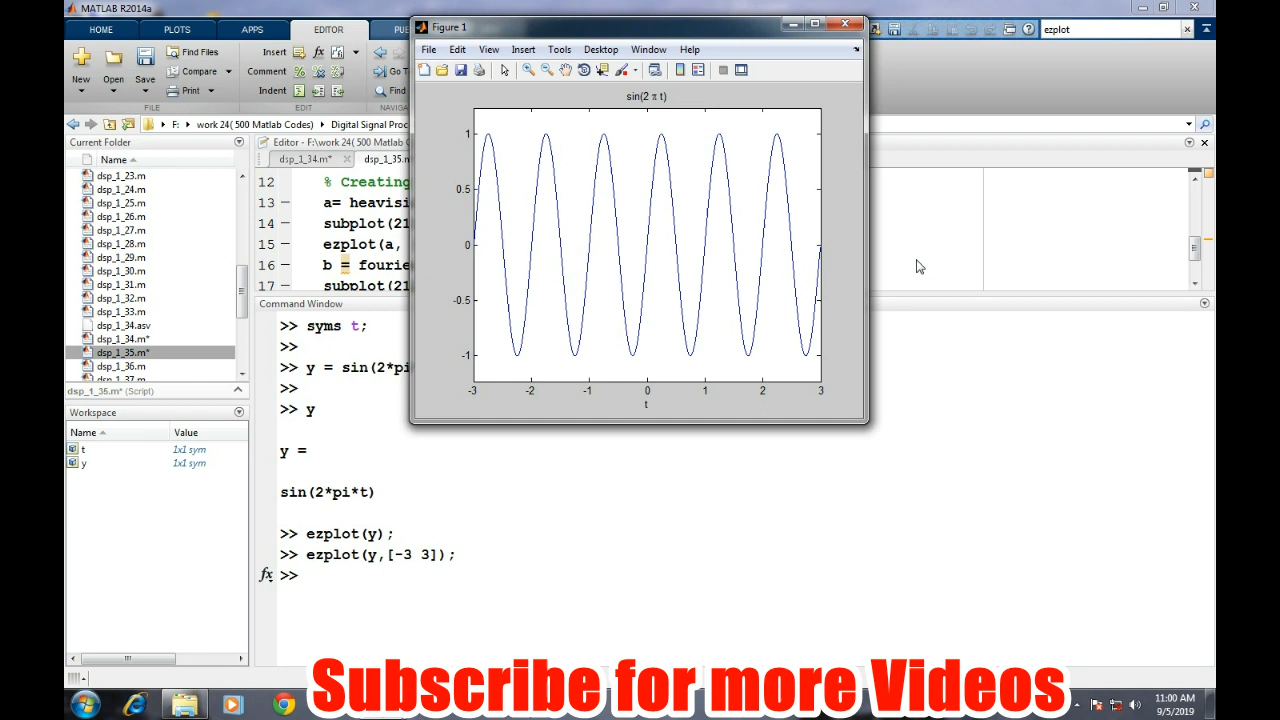 MATLAB R2014a
HOME PLOTS APPS EDITOR
ezplot
New Open Save
Find Files
Compare
Print
Insert fx
Comment
Indent
FILE EDIT
F: work 24( 500 Matlab Codes) Digital Signal
Current Folder
Name
dsp_1_23.m
dsp_1_24.m
dsp_1_25.m
dsp_1_26.m
dsp_1_27.m
dsp_1_28.m
dsp_1_29.m
dsp_1_30.m
dsp_1_31.m
dsp_1_32.m
dsp_1_33.m
dsp_1_34.asv
dsp_1_34.m*
dsp_1_35.m*
dsp_1_36.m
dsp_1_37.m
dsp_1_35.m* (Script)
Workspace
Name Value
t 1x1 sym
y 1x1 sym
Editor - F:\work 24( 500 Matlab
dsp_1_34.m* dsp_1_35.m
12 % Creating
13 a= heavisi
14 subplot(21
15 ezplot(a,
16 b = fourie
17 subplot(21
Figure 1
File Edit View Insert Tools Desktop Window Help
sin(2 π t)
1
0.5
0
-0.5
-1
-3 -2 -1 0 1 2 3
t
Command Window
>> syms t;
>>
>> y = sin(2*pi
>>
>> y
y =
sin(2*pi*t)
>> ezplot(y);
>> ezplot(y,[-3 3]);
fx >>
Subscribe for more Videos
11:00 AM
9/5/2019